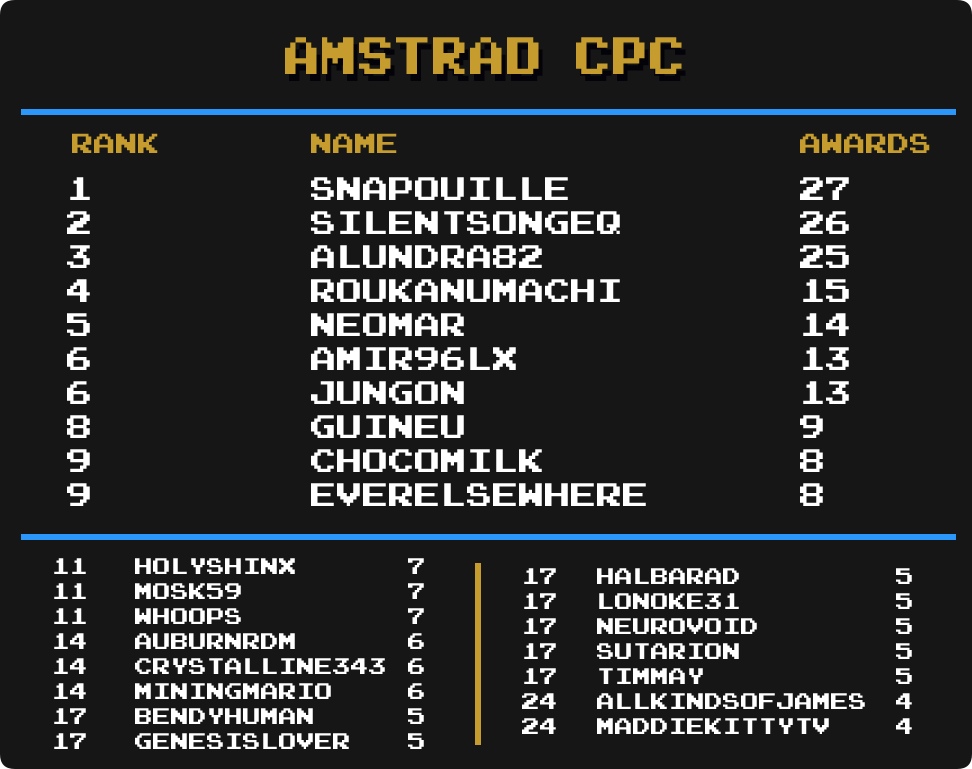 AMSTRAD CPC
RANK NAME AWARDS
1 SNAPOUILLE 27
2 SILENTSONGEQ 26
3 ALUNDRA82 25
4 ROUKANUMACHI 15
5 NEOMAR 14
6 AMIR96LX 13
6 JUNGON 13
8 GUINEU 9
9 CHOCOMILK 8
9 EVERELSEWHERE 8
11 HOLYSHINX 7
11 MOSK59 7
11 WHOOPS 7
14 AUBURNRDM 6
14 CRYSTALLINE343 6
14 MININGMARIO 6
17 BENDYHUMAN 5
17 GENESISLOVER 5
17 HALBARAD 5
17 LONOKE31 5
17 NEUROVOID 5
17 SUTARION 5
17 TIMMAY 5
24 ALLKINDSOFJAMES 4
24 MADDIEKITTYTV 4